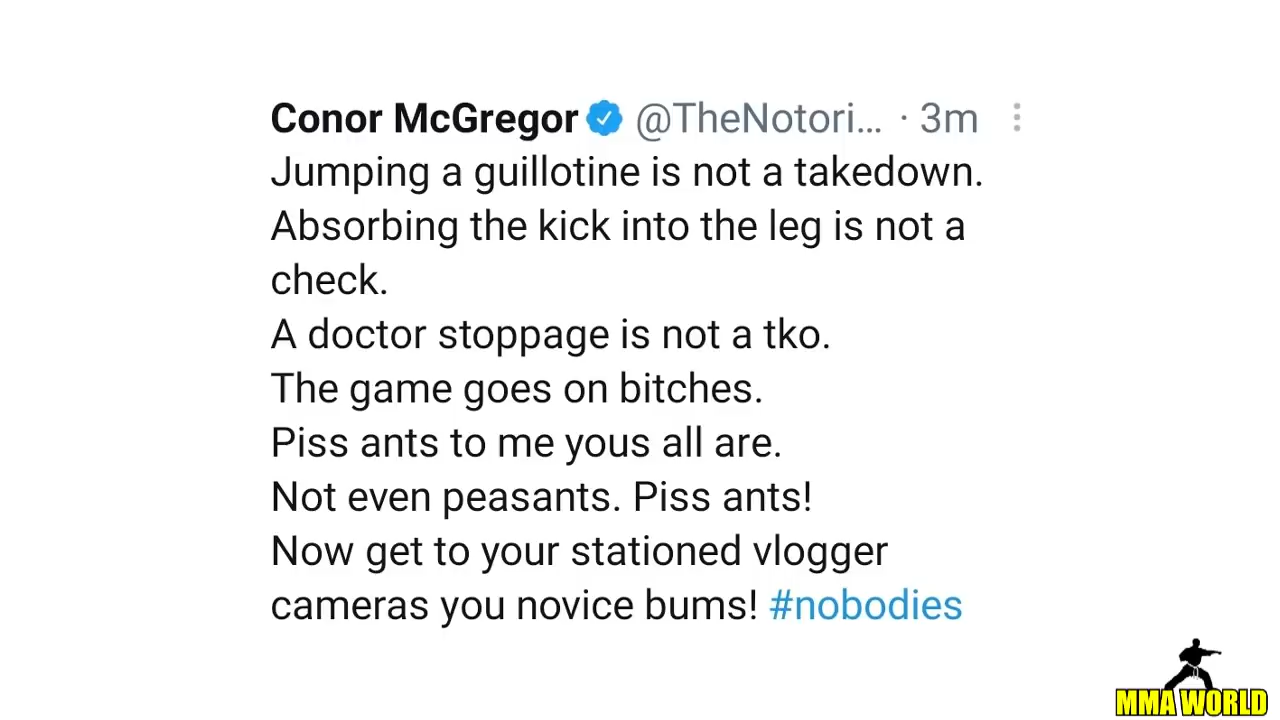 Conor McGregor @TheNotori... · 3m
Jumping a guillotine is not a takedown.
Absorbing the kick into the leg is not a
check.
A doctor stoppage is not a tko.
The game goes on bitches.
Piss ants to me yous all are.
Not even peasants. Piss ants!
Now get to your stationed vlogger
cameras you novice bums! #nobodies
MMA WORLD